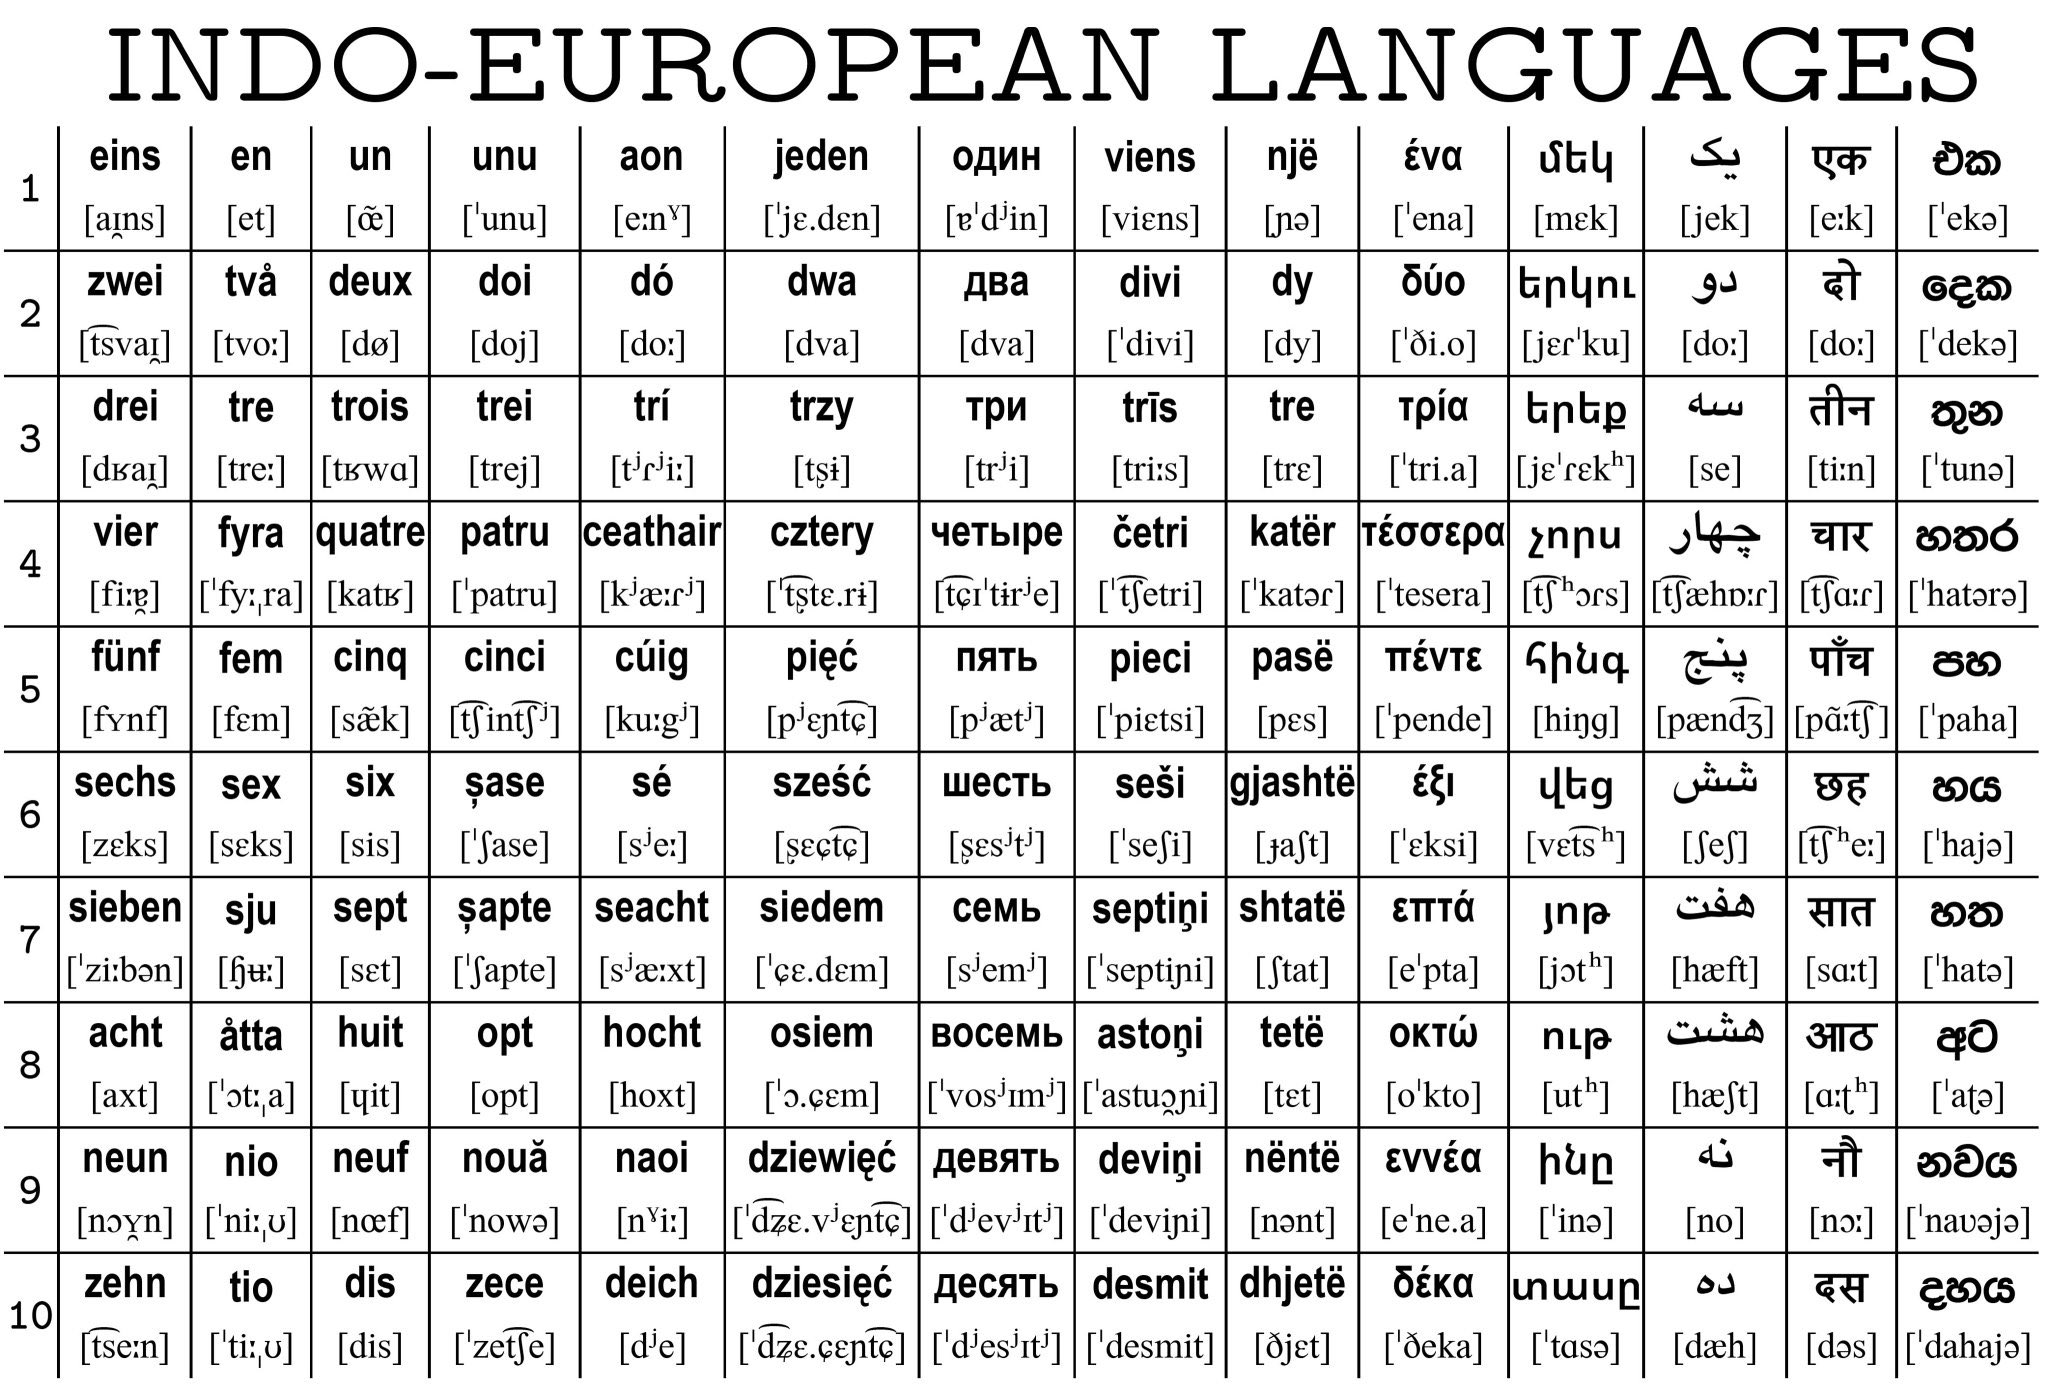 INDO-EUROPEAN LANGUAGES
1 eins en un unu aon jeden один viens një ένα մեկ یک एक එක
[aɪ̯ns] [et] [œ̃] [ˈunu] [eːnˠ] [ˈjɛ.dɛn] [ɐˈdʲin] [viɛns] [ɲə] [ˈena] [mɛk] [jek] [eːk] [ˈekə]
2 zwei två deux doi dó dwa два divi dy δύο երկու دو दो දෙක
[t͡svaɪ̯] [tvoː] [dø] [doj] [doː] [dva] [dva] [ˈdivi] [dy] [ˈði.o] [jɛɾˈku] [doː] [doː] [ˈdekə]
3 drei tre trois trei trí trzy три trīs tre τρία երեք سه तीन තුන
[dʁaɪ̯] [treː] [tʁwɑ] [trej] [tʲɾʲiː] [tʂɨ] [trʲi] [triːs] [trɛ] [ˈtri.a] [jɛˈɾɛkʰ] [se] [tiːn] [ˈtunə]
4 vier fyra quatre patru ceathair cztery четыре četri katër τέσσερα չորս چهار चार හතර
[fiːɐ̯] [ˈfyːˌra] [katʁ] [ˈpatru] [kʲæːɾʲ] [ˈt͡ʂtɛ.rɨ] [t͡ɕɪˈtɨrʲe] [ˈt͡ʃetri] [ˈkatəɾ] [ˈtesera] [t͡ʃʰɔɾs] [t͡ʃæhɒːɾ] [t͡ʃɑːɾ] [ˈhatərə]
5 fünf fem cinq cinci cúig pięć пять pieci pesë πέντε հինգ پنج पाँच පහ
[fʏnf] [fɛm] [sæ̃k] [t͡ʃint͡ʃʲ] [kuːgʲ] [pʲɛɲt͡ɕ] [pʲætʲ] [ˈpiɛtsi] [pɛs] [ˈpende] [hiŋɡ] [pænd͡ʒ] [pɑ̃ːt͡ʃ] [ˈpaha]
6 sechs sex six șase sé sześć шесть seši gjashtë έξι վեց شش छह හය
[zɛks] [sɛks] [sis] [ˈʃase] [sʲeː] [ʂɛɕt͡ɕ] [ʂɛsʲtʲ] [ˈseʃi] [ɟaʃt] [ˈɛksi] [vɛt͡sʰ] [ʃeʃ] [t͡ʃʰeː] [ˈhajə]
7 sieben sju sept șapte seacht siedem семь septiņi shtatë επτά յոթ هفت सात හත
[ˈziːbən] [ɧʉː] [sɛt] [ˈʃapte] [sʲæːxt] [ˈɕɛ.dɛm] [sʲemʲ] [ˈseptiɲi] [ʃtat] [eˈpta] [jɔtʰ] [hæft] [sɑːt] [ˈhatə]
8 acht åtta huit opt hocht osiem восемь astoņi tetë οκτώ ութ هشت आठ අට
[axt] [ˈɔtːˌa] [ɥit] [opt] [hoxt] [ˈɔ.ɕɛm] [ˈvosʲɪmʲ] [ˈastuɔ̯ɲi] [tɛt] [oˈkto] [utʰ] [hæʃt] [ɑːʈʰ] [ˈaʈə]
9 neun nio neuf nouă naoi dziewięć девять deviņi nëntë εννέα ինը نه नौ නවය
[nɔʏ̯n] [ˈniːˌʊ] [nœf] [ˈnowə] [nˠiː] [ˈd͡ʑɛ.vʲɛɲt͡ɕ] [ˈdʲevʲɪtʲ] [ˈdeviɲi] [nənt] [eˈne.a] [ˈinə] [no] [nɔː] [ˈnaʋəjə]
10 zehn tio dis zece deich dziesięć десять desmit dhjetë δέκα տասը ده दस දහය
[t͡seːn] [ˈtiːˌʊ] [dis] [ˈzet͡ʃe] [dʲe] [ˈd͡ʑɛ.ɕɛɲt͡ɕ] [ˈdʲesʲɪtʲ] [ˈdesmit] [ðjɛt] [ˈðeka] [ˈtɑsə] [dæh] [dəs] [ˈdahajə]